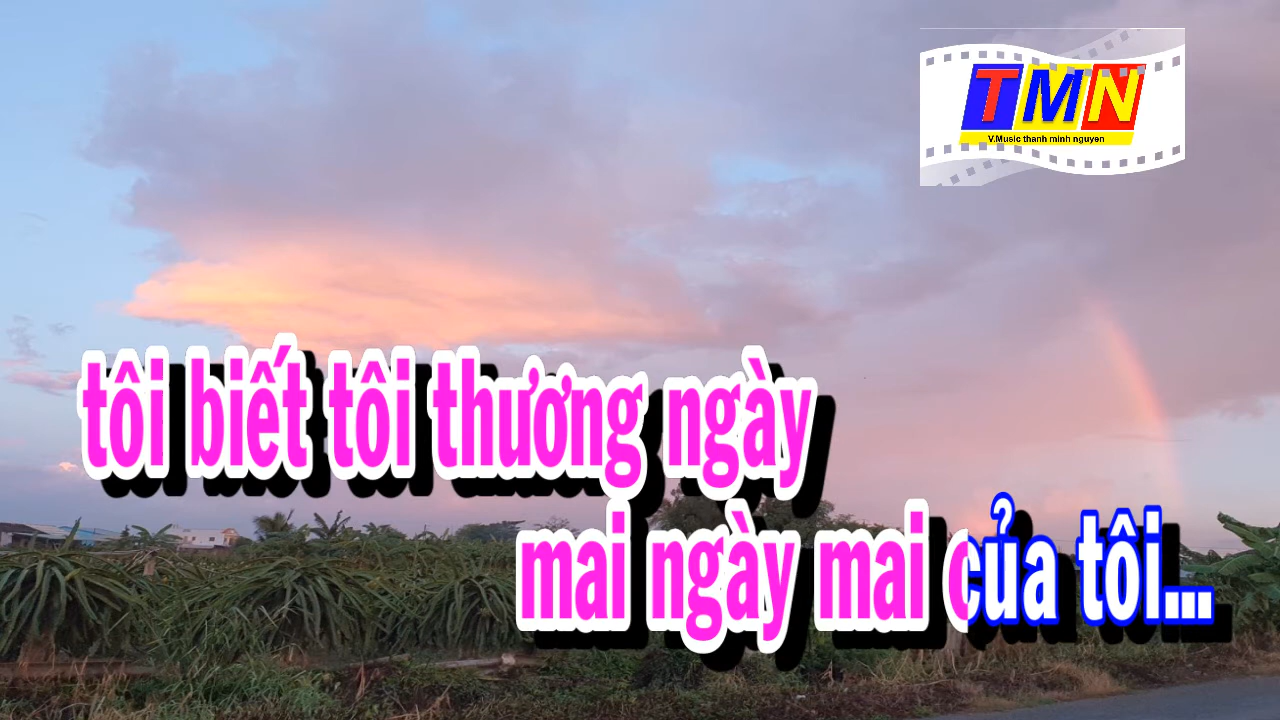 TMN
V.Music thanh minh nguyen
tôi biết tôi thương ngày
mai ngày mai của tôi...